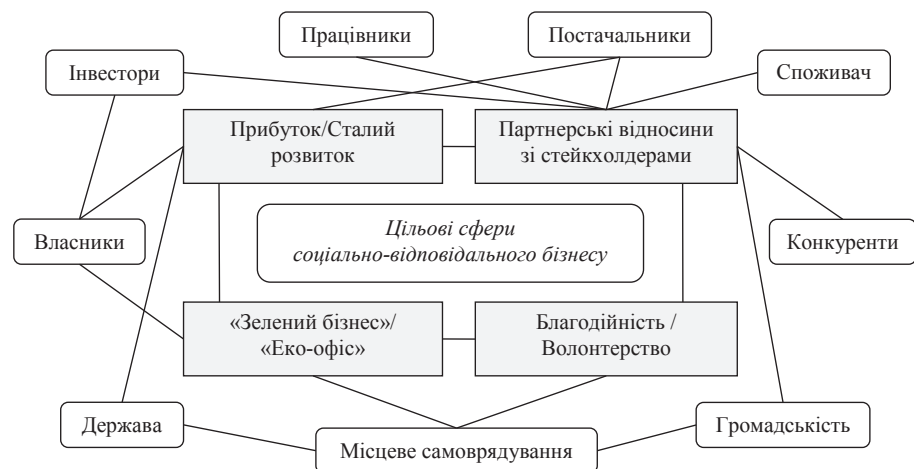 Працівники
Постачальники
Інвестори
Споживач
Прибуток/Сталий
розвиток
Партнерські відносини
зі стейкхолдерами
Власники
Цільові сфери
соціально-відповідального бізнесу
Конкуренти
«Зелений бізнес»/
«Еко-офіс»
Благодійність /
Волонтерство
Держава
Місцеве самоврядування
Громадськість